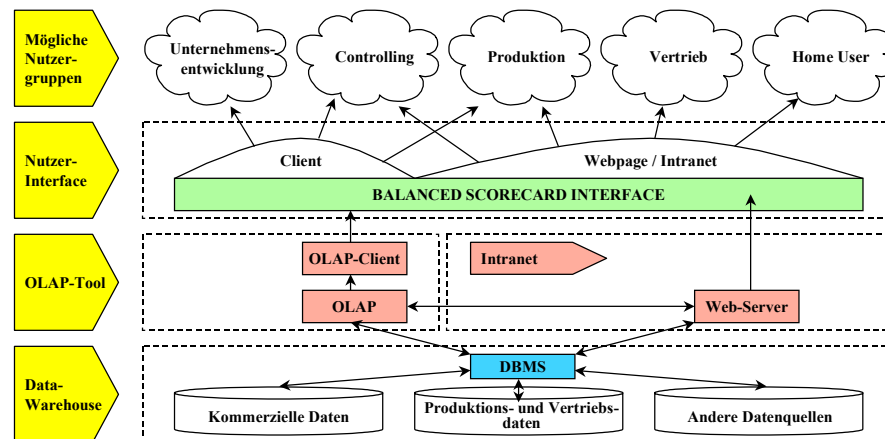 Mögliche
Nutzer-
gruppen
Unternehmens-
entwicklung
Controlling
Produktion
Vertrieb
Home User
Nutzer-
Interface
Client
Webpage / Intranet
BALANCED SCORECARD INTERFACE
OLAP-Tool
OLAP-Client
Intranet
OLAP
Web-Server
Data-
Warehouse
DBMS
Kommerzielle Daten
Produktions- und Vertriebs-
daten
Andere Datenquellen